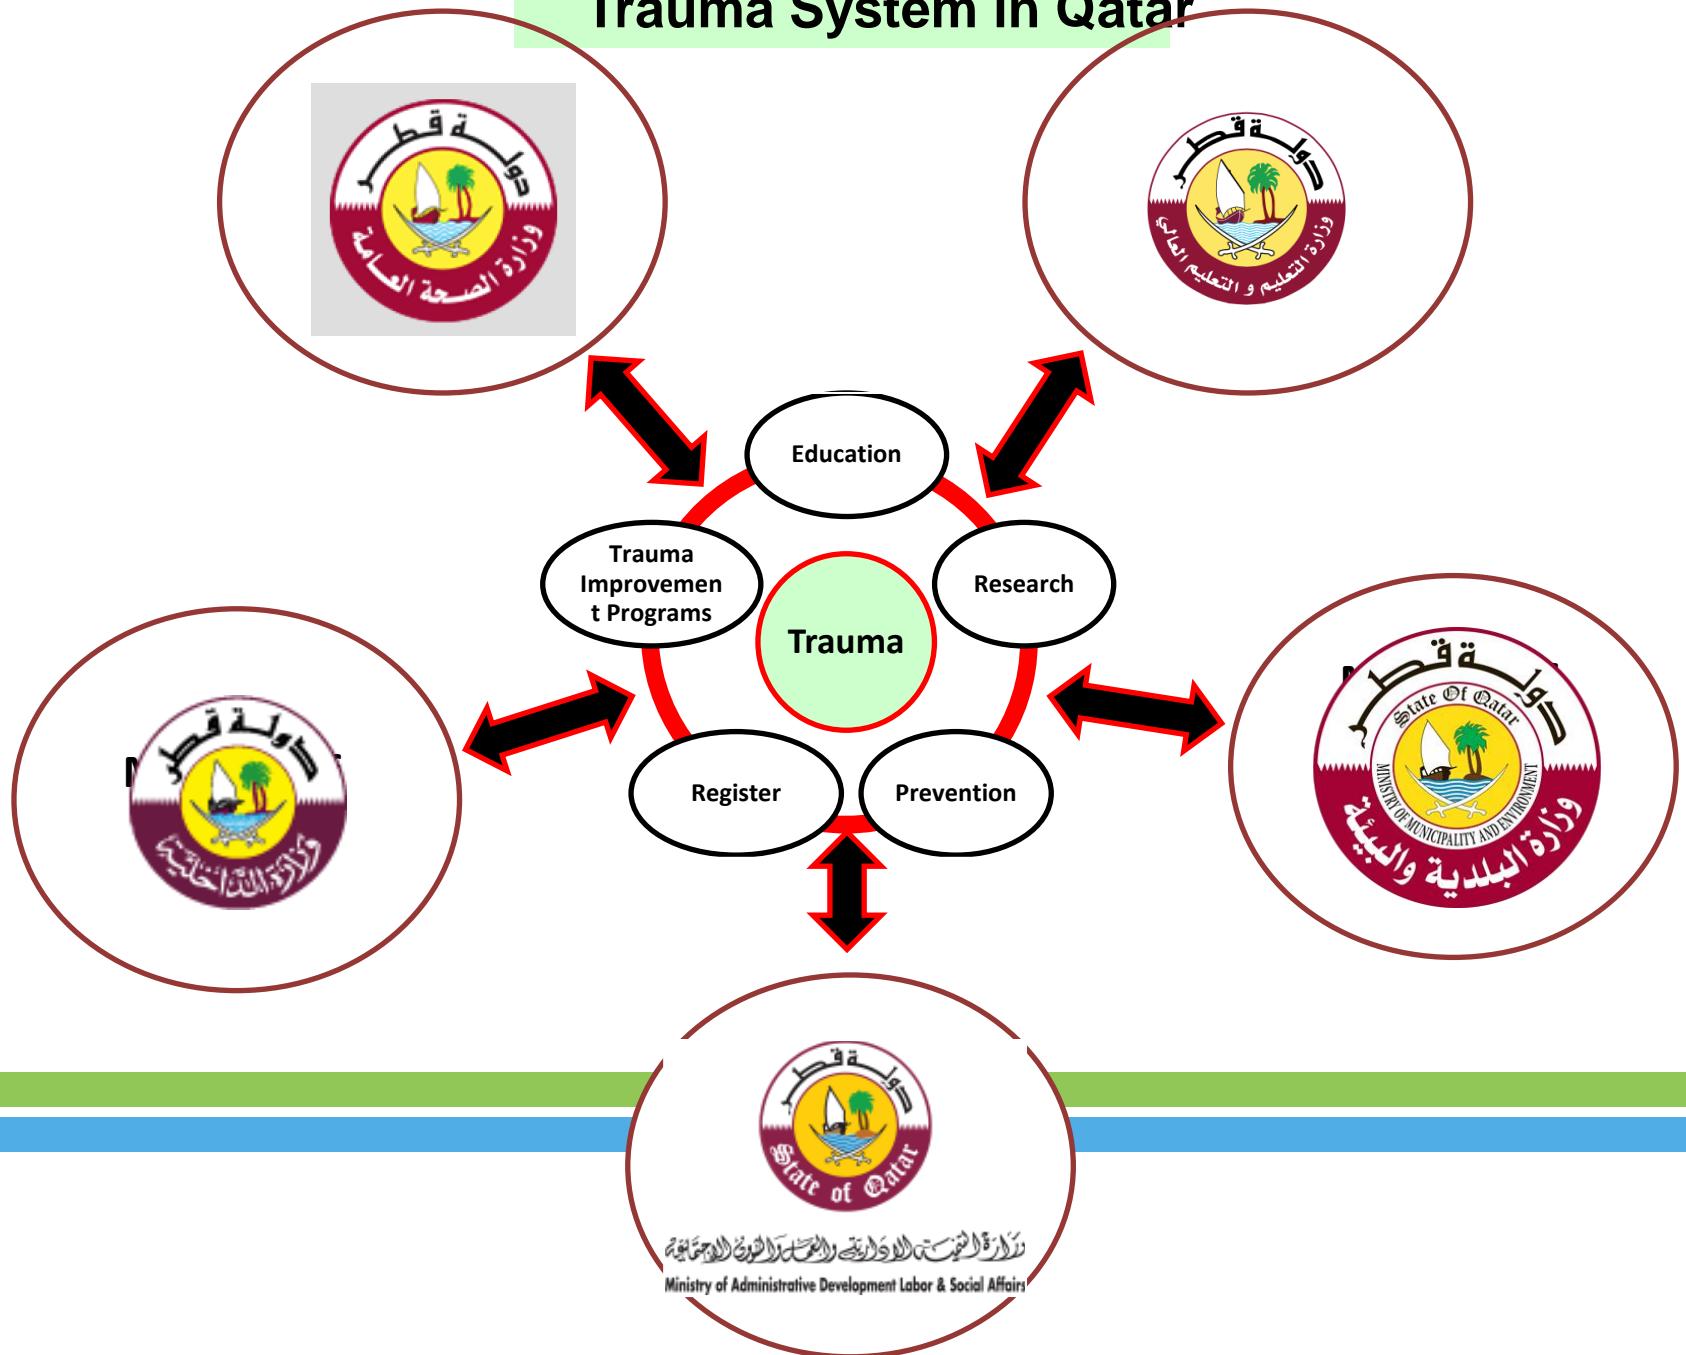 Trauma System in Qatar
دولة قطر
وزارة الصحة العامة
دولة قطر
وزارة التعليم و التعليم العالي
Education
Trauma
Improvemen
t Programs
Research
Trauma
Register
Prevention
دولة قطر
وزارة الداخلية
دولة قطر
State Of Qatar
MINISTRY OF MUNICIPALITY AND ENVIRONMENT
وزارة البلدية والبيئة
دولة قطر
State of Qatar
وزارة التنمية الادارية والعمل والشؤون الاجتماعية
Ministry of Administrative Development Labor & Social Affairs